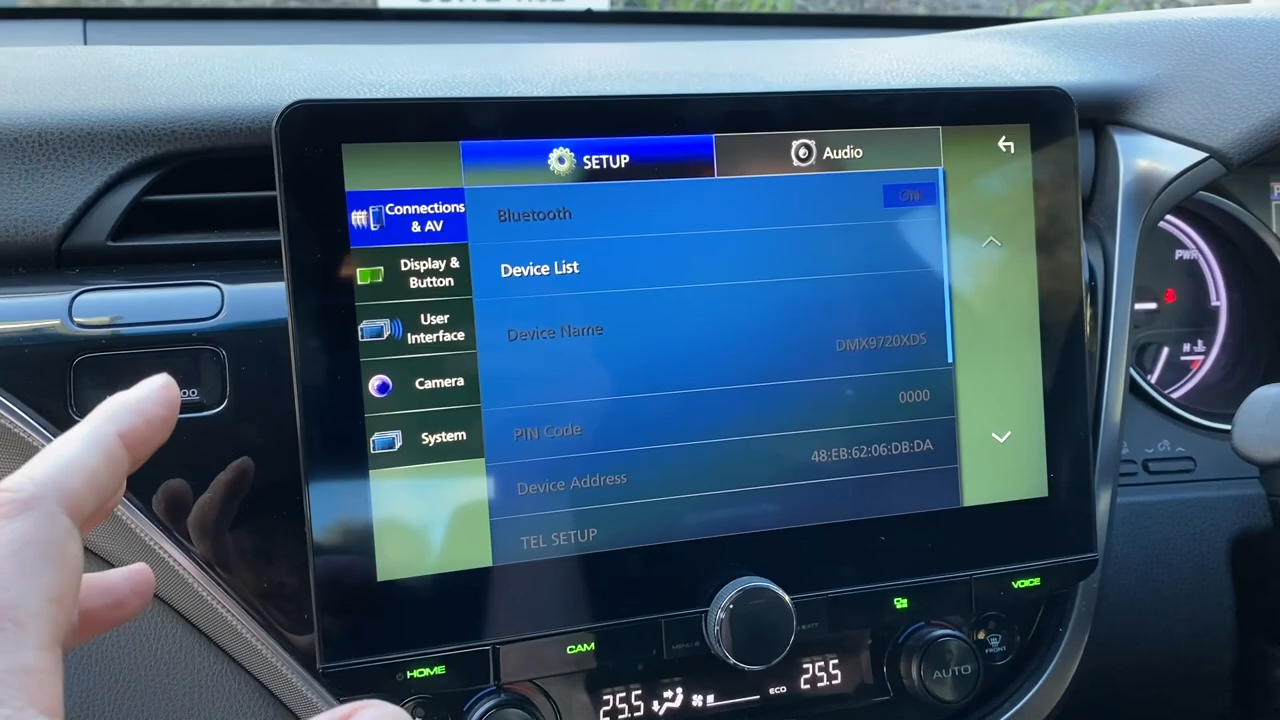 SETUP
Audio
Connections
& AV
Bluetooth
ON
Display &
Button
Device List
User
Interface
Device Name
DMX9720XDS
Camera
PIN Code
0000
System
Device Address
48:EB:62:06:DB:DA
TEL SETUP
PWR
H
HOME
CAM
MENU
ATT
VOICE
FRONT
AUTO
25.5
ECO
25.5